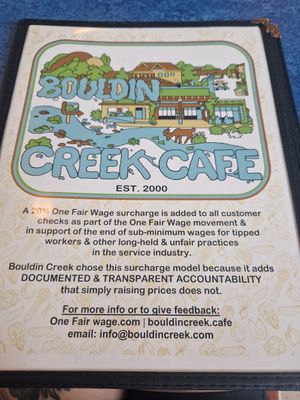 BOULDIN
CREEK CAFE
EST. 2000
A 20% One Fair Wage surcharge is added to all customer
checks as part of the One Fair Wage movement &
in support of the end of sub-minimum wages for tipped
workers & other long-held & unfair practices
in the service industry.
Bouldin Creek chose this surcharge model because it adds
DOCUMENTED & TRANSPARENT ACCOUNTABILITY
that simply raising prices does not.
For more info or to give feedback:
One Fair wage.com | bouldincreek.cafe
email: info@bouldincreek.com